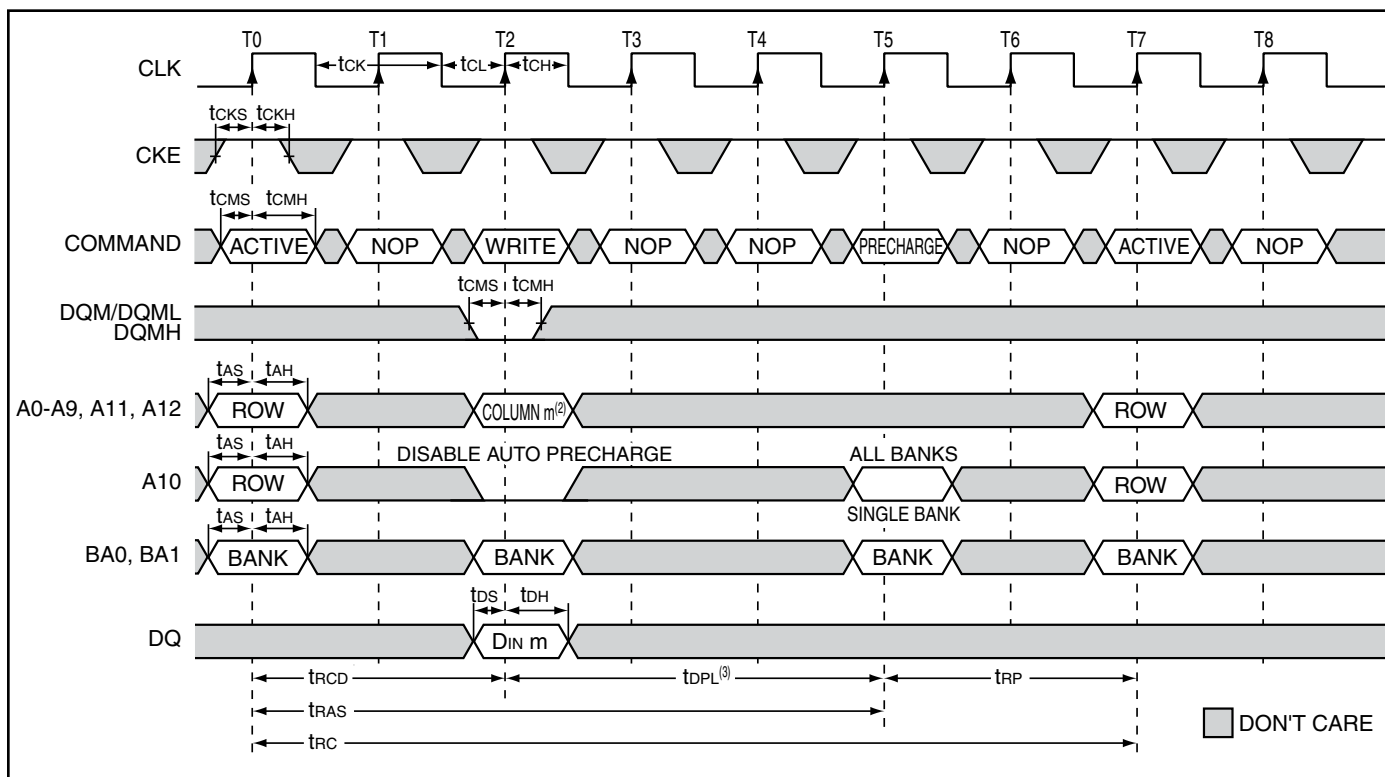 T0 T1 T2 T3 T4 T5 T6 T7 T8
CLK tCK tCL tCH
tCKS tCKH
CKE
tCMS tCMH
COMMAND ACTIVE NOP WRITE NOP NOP PRECHARGE NOP ACTIVE NOP
tCMS tCMH
DQM/DQML
DQMH
tAS tAH
A0-A9, A11, A12 ROW COLUMN m(2) ROW
tAS tAH DISABLE AUTO PRECHARGE ALL BANKS
A10 ROW ROW
tAS tAH SINGLE BANK
BA0, BA1 BANK BANK BANK BANK
tDS tDH
DQ DIN m
tRCD tDPL(3) tRP
tRAS
DON'T CARE
tRC